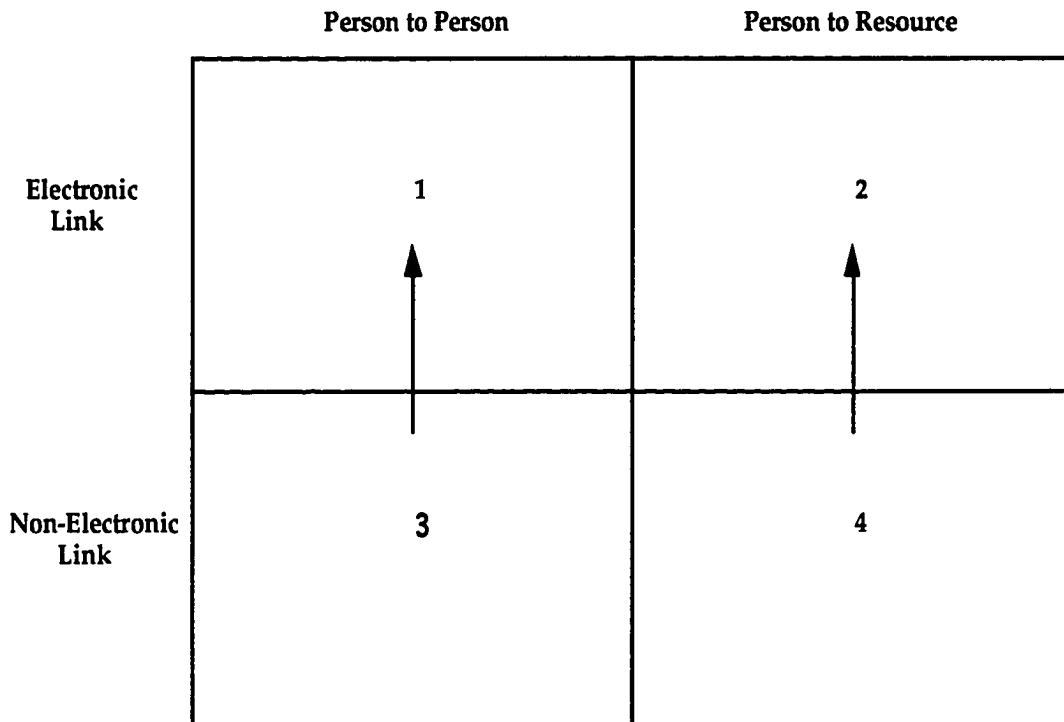 Person to Person
Person to Resource
Electronic
Link
1
2
Non-Electronic
Link
3
4